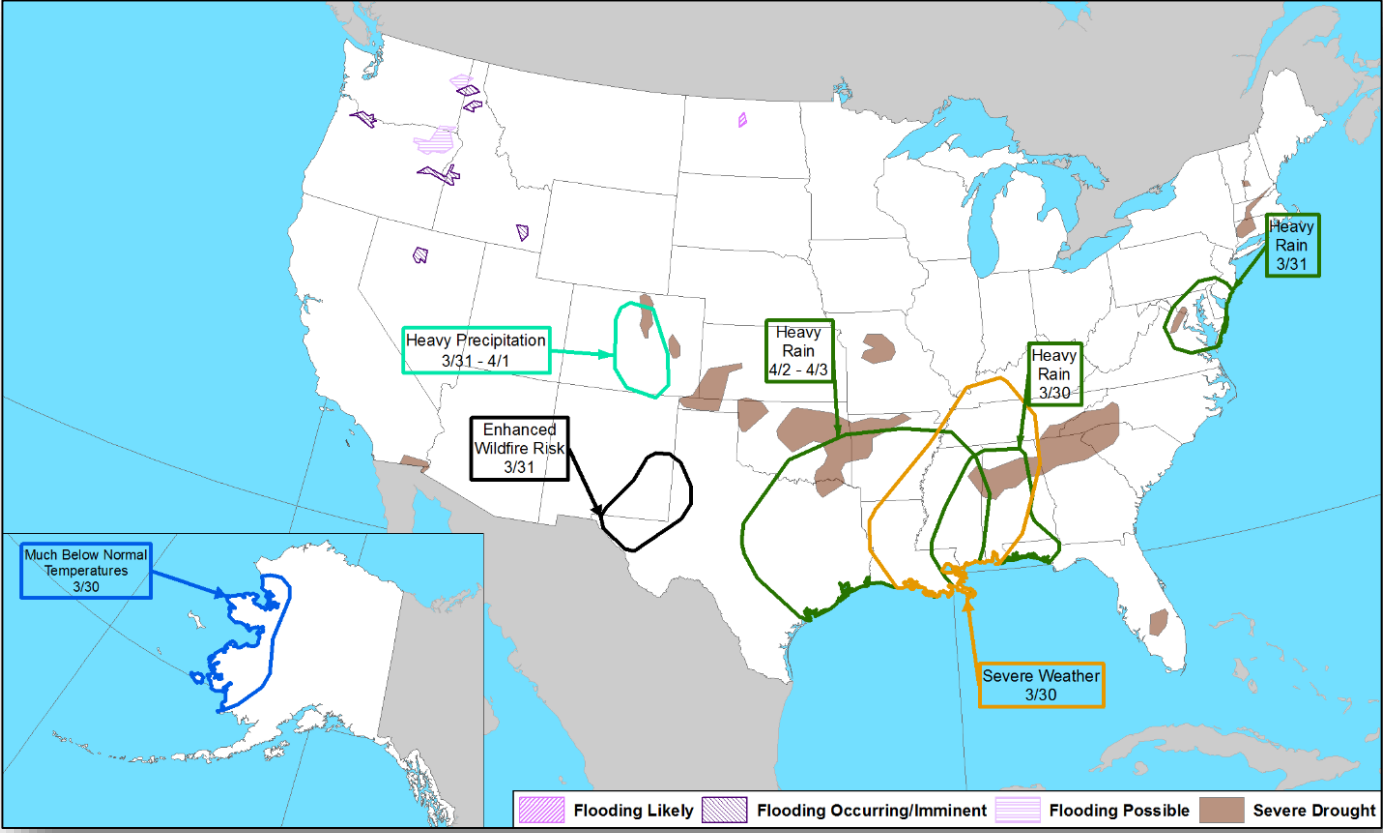 Heavy
Rain
3/31
Heavy Precipitation
3/31 - 4/1
Heavy
Rain
4/2 - 4/3
Heavy
Rain
3/30
Enhanced
Wildfire Risk
3/31
Much Below Normal
Temperatures
3/30
Severe Weather
3/30
Flooding Likely
Flooding Occurring/Imminent
Flooding Possible
Severe Drought